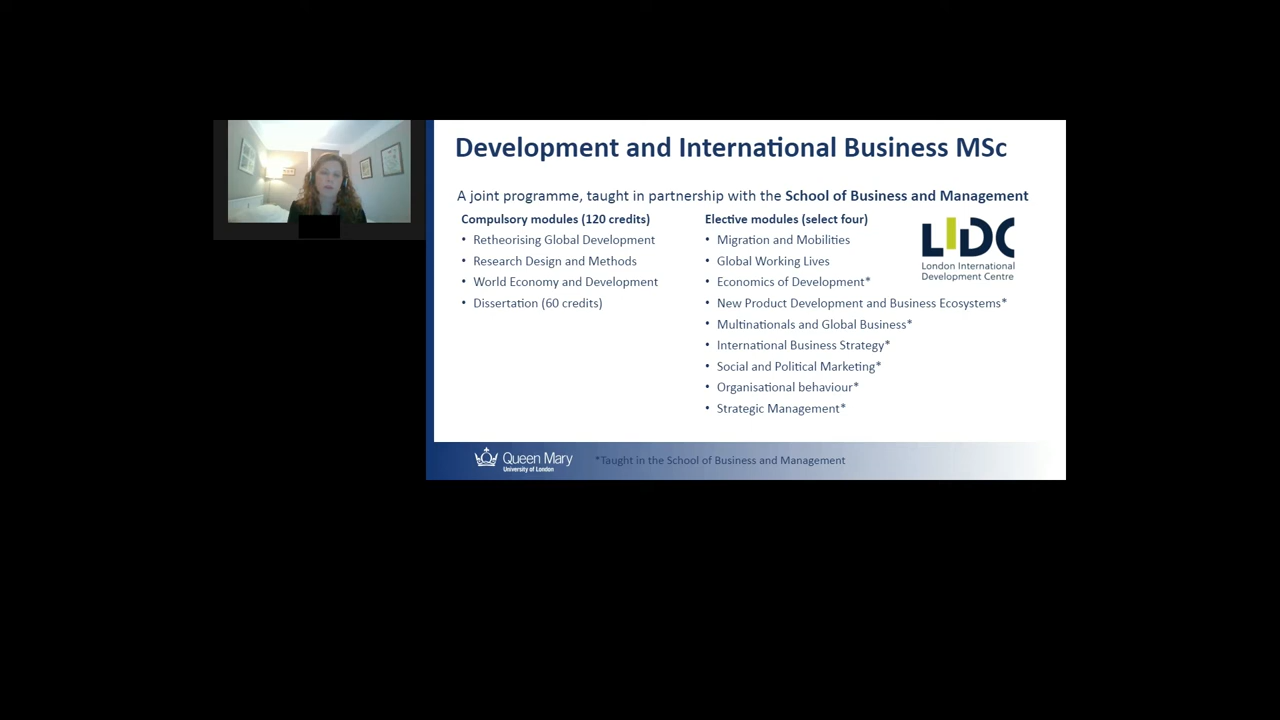 Development and International Business MSc
A joint programme, taught in partnership with the School of Business and Management
Compulsory modules (120 credits)
• Retheorising Global Development
• Research Design and Methods
• World Economy and Development
• Dissertation (60 credits)
Elective modules (select four)
• Migration and Mobilities
• Global Working Lives
• Economics of Development*
• New Product Development and Business Ecosystems*
• Multinationals and Global Business*
• International Business Strategy*
• Social and Political Marketing*
• Organisational behaviour*
• Strategic Management*
LIDC
London International
Development Centre
Queen Mary
University of London
*Taught in the School of Business and Management